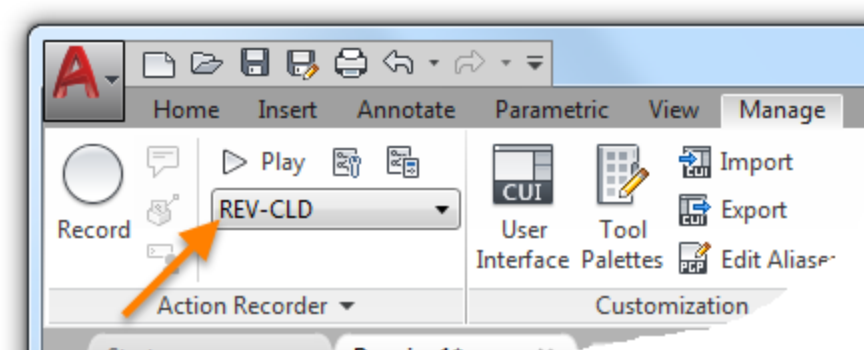 Home Insert Annotate Parametric View Manage
Play
Import
REV-CLD
CUI
Export
Record
User Interface
Tool Palettes
Edit
Action Recorder
Customization